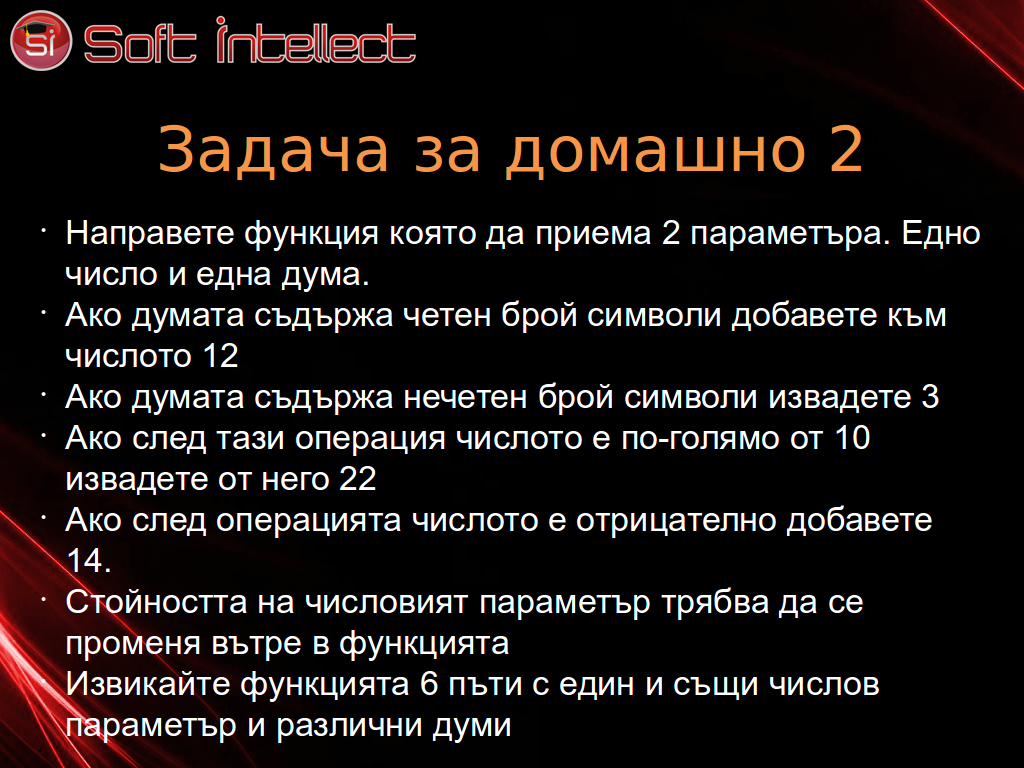 Si Soft Intellect
Задача за домашно 2
· Направете функция която да приема 2 параметъра. Едно
число и една дума.
· Ако думата съдържа четен брой символи добавете към
числото 12
· Ако думата съдържа нечетен брой символи извадете 3
· Ако след тази операция числото е по-голямо от 10
извадете от него 22
· Ако след операцията числото е отрицателно добавете
14.
· Стойността на числовият параметър трябва да се
променя вътре в функцията
· Извикайте функцията 6 пъти с един и същи числов
параметър и различни думи